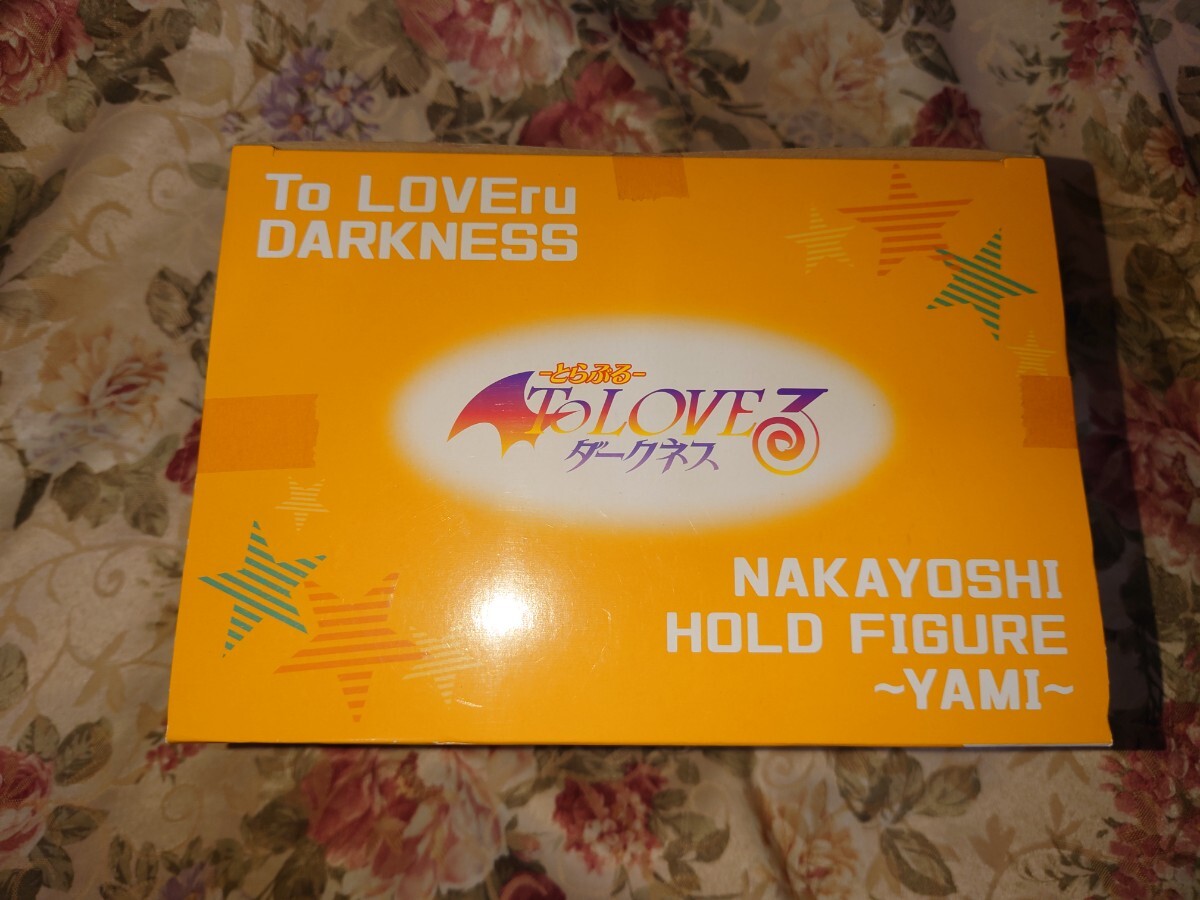 To LOVEru
DARKNESS
-とらぶる-
To LOVEる
ダークネス
NAKAYOSHI
HOLD FIGURE
~YAMI~